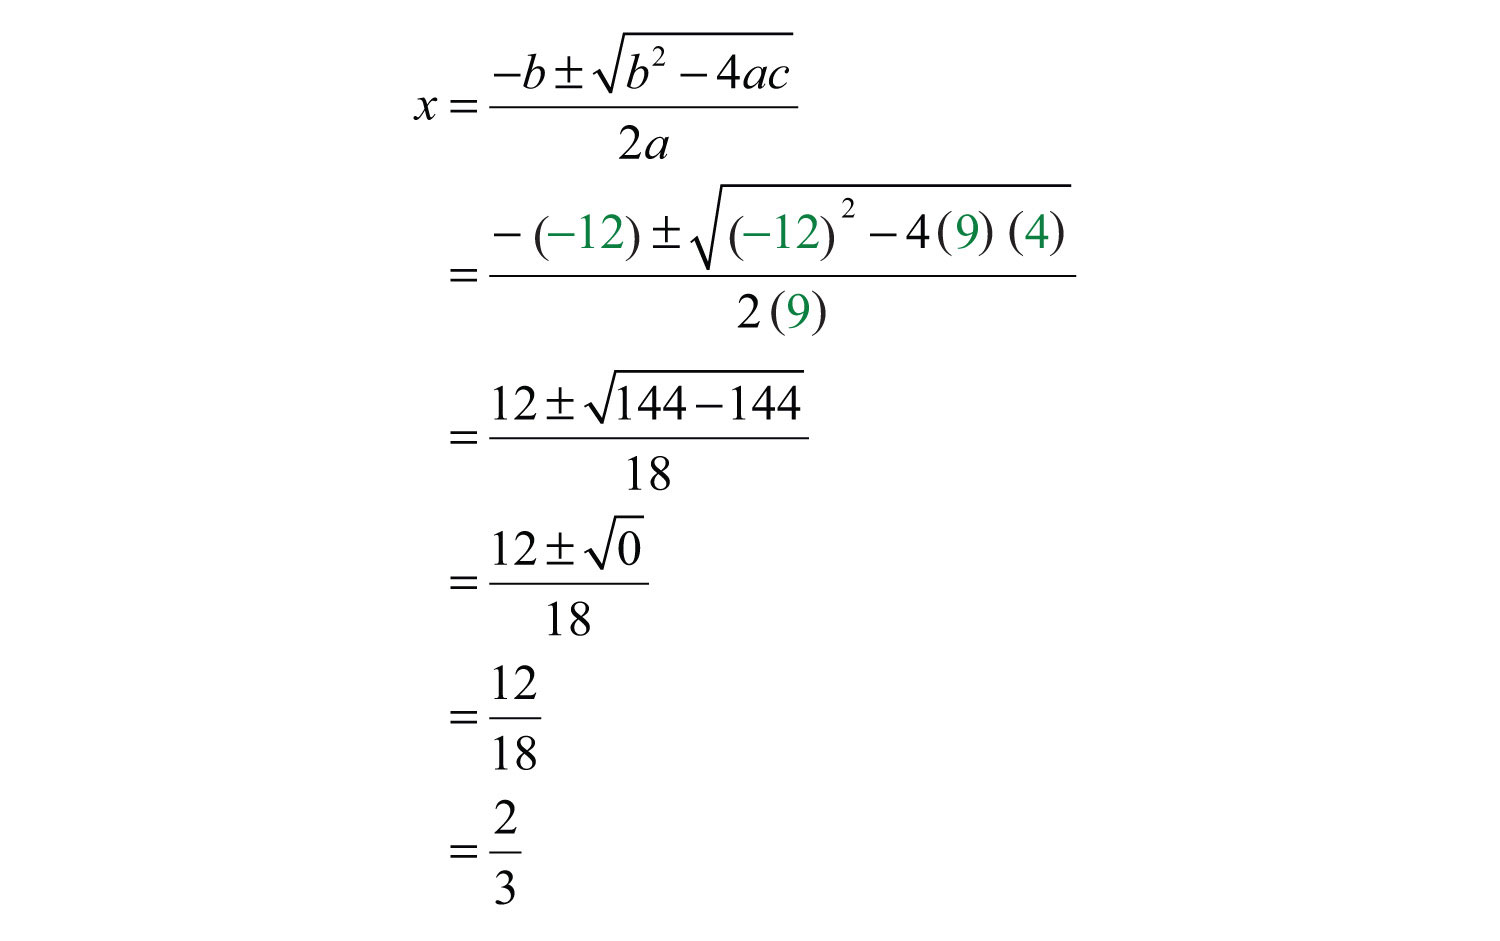 x = (-b ± √(b² − 4ac)) / (2a)
= (−(−12) ± √((−12)² − 4(9)(4))) / (2(9))
= (12 ± √(144 − 144)) / 18
= (12 ± √0) / 18
= 12/18
= 2/3